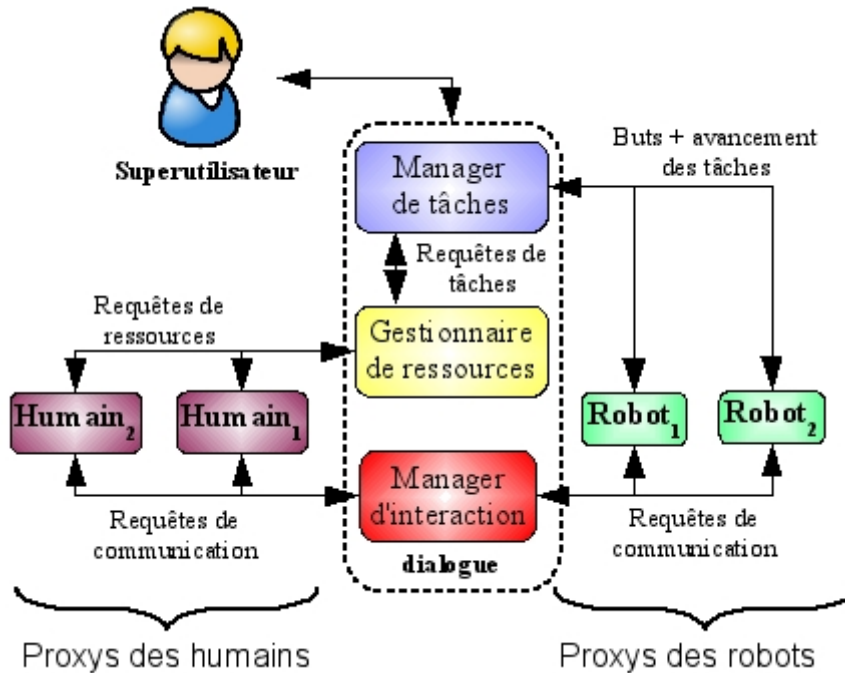 Superutilisateur
Manager
de tâches
Buts + avancement
des tâches
Requêtes de
tâches
Requêtes de
ressources
Gestionnaire
de ressources
Humain2
Humain1
Robot1
Robot2
Manager
d'interaction
Requêtes de
communication
dialogue
Requêtes de
communication
Proxys des humains
Proxys des robots